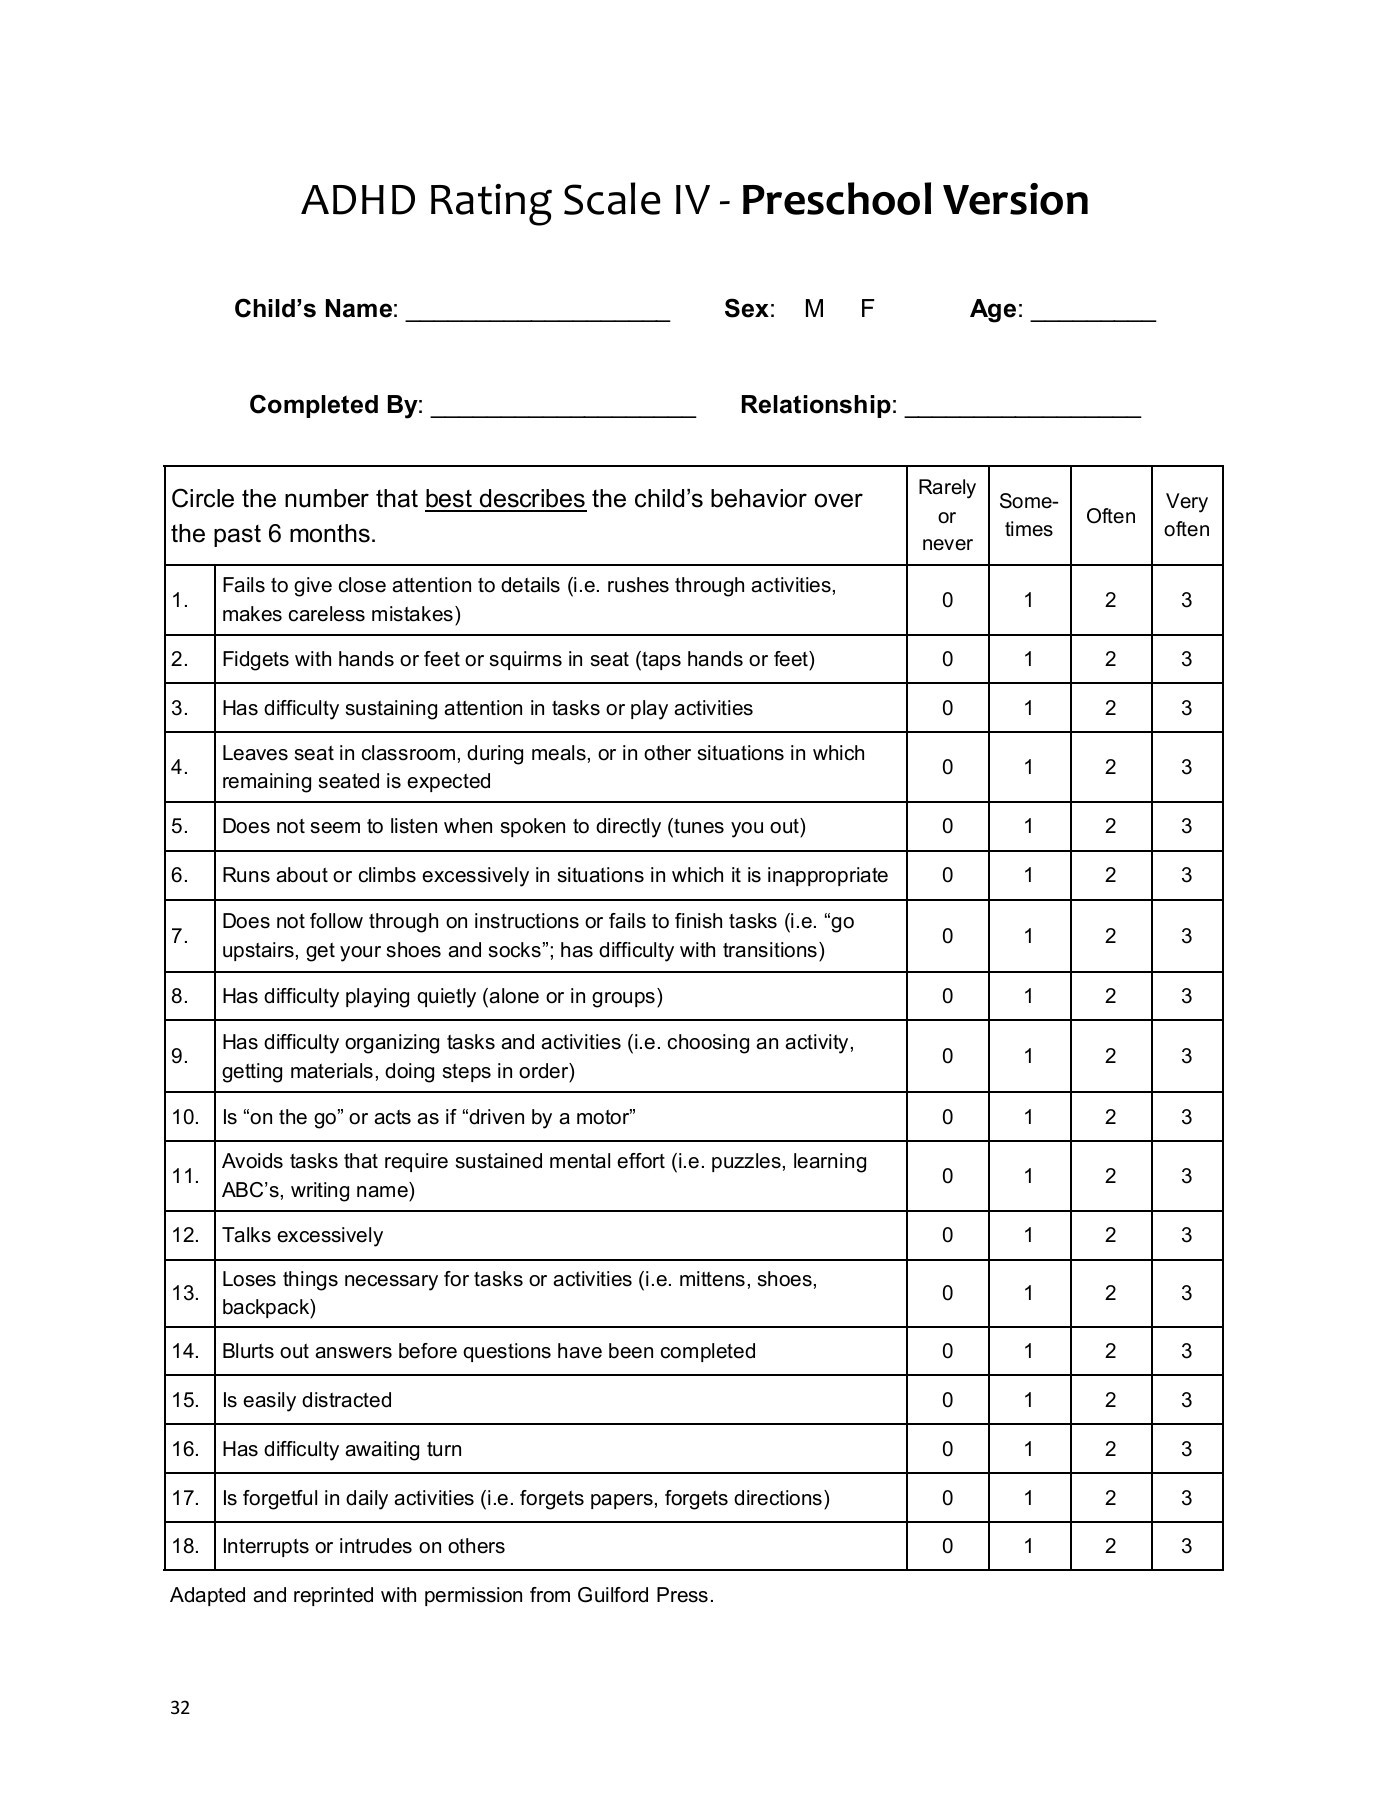 ADHD Rating Scale IV - Preschool Version
Child’s Name: ___________________ Sex: M F Age: _________
Completed By: ___________________ Relationship: _________________
Circle the number that best describes the child’s behavior over
the past 6 months.
Rarely
or
never
Some-
times
Often
Very
often
1. Fails to give close attention to details (i.e. rushes through activities,
makes careless mistakes) 0 1 2 3
2. Fidgets with hands or feet or squirms in seat (taps hands or feet) 0 1 2 3
3. Has difficulty sustaining attention in tasks or play activities 0 1 2 3
4. Leaves seat in classroom, during meals, or in other situations in which
remaining seated is expected 0 1 2 3
5. Does not seem to listen when spoken to directly (tunes you out) 0 1 2 3
6. Runs about or climbs excessively in situations in which it is inappropriate 0 1 2 3
7. Does not follow through on instructions or fails to finish tasks (i.e. “go
upstairs, get your shoes and socks”; has difficulty with transitions) 0 1 2 3
8. Has difficulty playing quietly (alone or in groups) 0 1 2 3
9. Has difficulty organizing tasks and activities (i.e. choosing an activity,
getting materials, doing steps in order) 0 1 2 3
10. Is “on the go” or acts as if “driven by a motor” 0 1 2 3
11. Avoids tasks that require sustained mental effort (i.e. puzzles, learning
ABC’s, writing name) 0 1 2 3
12. Talks excessively 0 1 2 3
13. Loses things necessary for tasks or activities (i.e. mittens, shoes,
backpack) 0 1 2 3
14. Blurts out answers before questions have been completed 0 1 2 3
15. Is easily distracted 0 1 2 3
16. Has difficulty awaiting turn 0 1 2 3
17. Is forgetful in daily activities (i.e. forgets papers, forgets directions) 0 1 2 3
18. Interrupts or intrudes on others 0 1 2 3
Adapted and reprinted with permission from Guilford Press.
32